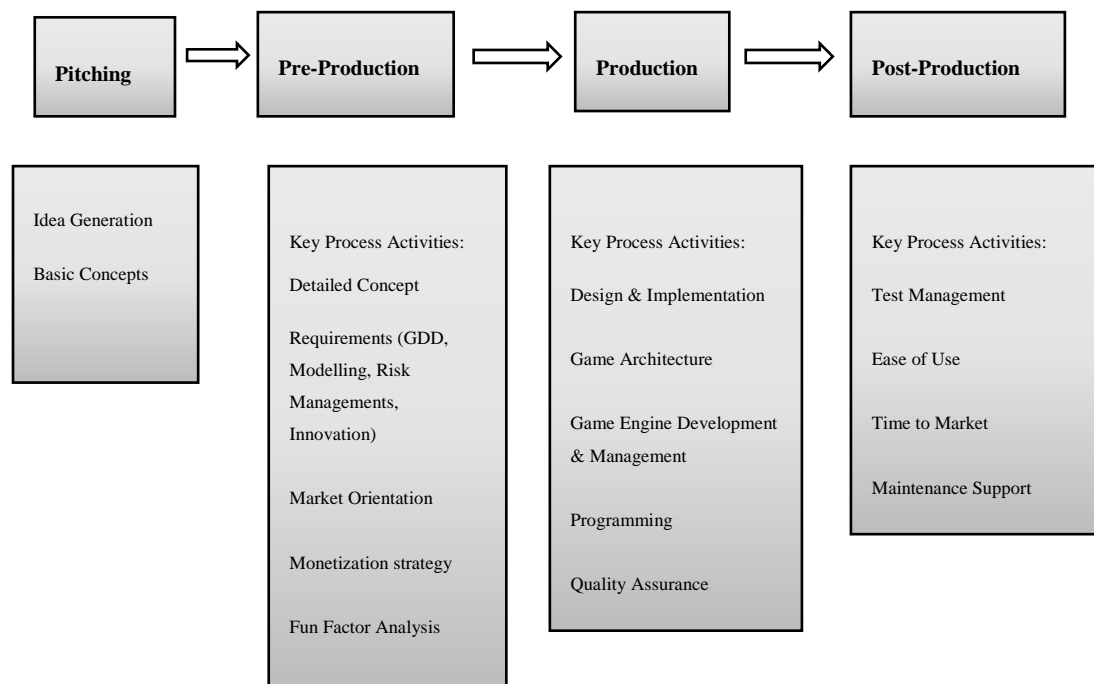 Pitching
Pre-Production
Production
Post-Production
Idea Generation
Basic Concepts
Key Process Activities:
Detailed Concept
Requirements (GDD,
Modelling, Risk
Managements,
Innovation)
Market Orientation
Monetization strategy
Fun Factor Analysis
Key Process Activities:
Design & Implementation
Game Architecture
Game Engine Development
& Management
Programming
Quality Assurance
Key Process Activities:
Test Management
Ease of Use
Time to Market
Maintenance Support